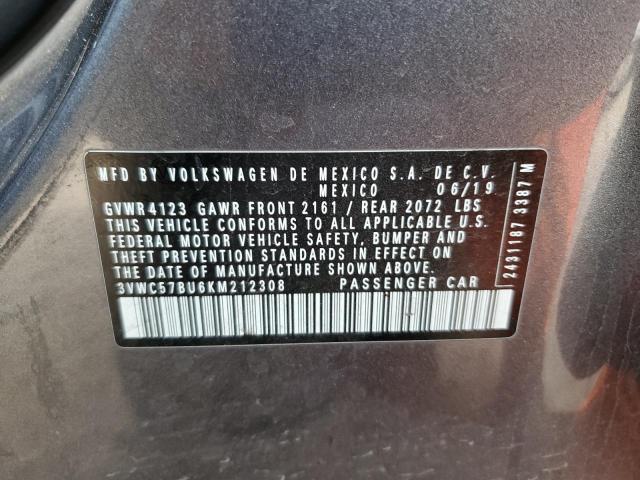 MFD BY VOLKSWAGEN DE MEXICO S.A. DE C.V.
MEXICO 06/19
GVWR4123 GAWR FRONT 2161 / REAR 2072 LBS
THIS VEHICLE CONFORMS TO ALL APPLICABLE U.S.
FEDERAL MOTOR VEHICLE SAFETY, BUMPER AND
THEFT PREVENTION STANDARDS IN EFFECT ON
THE DATE OF MANUFACTURE SHOWN ABOVE.
3VWC57BU6KM212308 PASSENGER CAR
2431187 3387 M